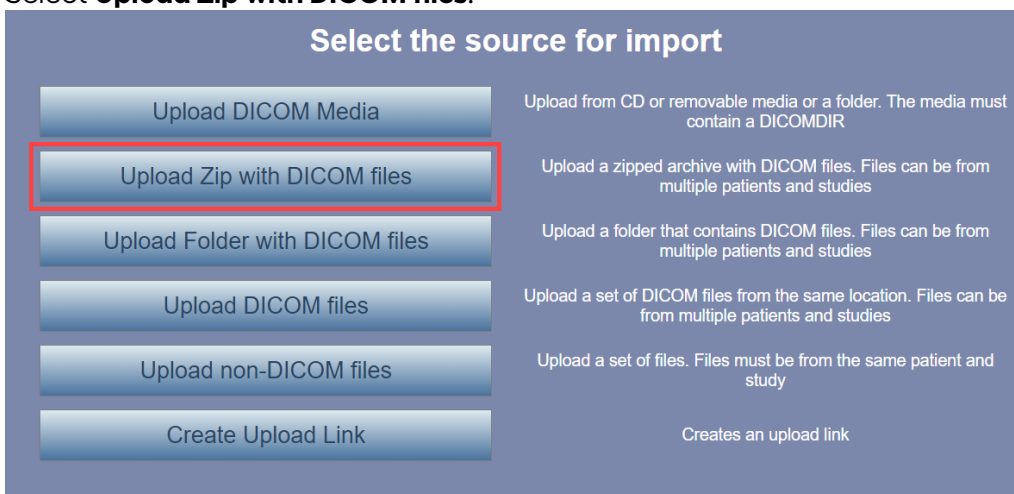 Select Upload Zip with DICOM files.
Select the source for import
Upload DICOM Media
Upload from CD or removable media or a folder. The media must
contain a DICOMDIR
Upload Zip with DICOM files
Upload a zipped archive with DICOM files. Files can be from
multiple patients and studies
Upload Folder with DICOM files
Upload a folder that contains DICOM files. Files can be from
multiple patients and studies
Upload DICOM files
Upload a set of DICOM files from the same location. Files can be
from multiple patients and studies
Upload non-DICOM files
Upload a set of files. Files must be from the same patient and
study
Create Upload Link
Creates an upload link